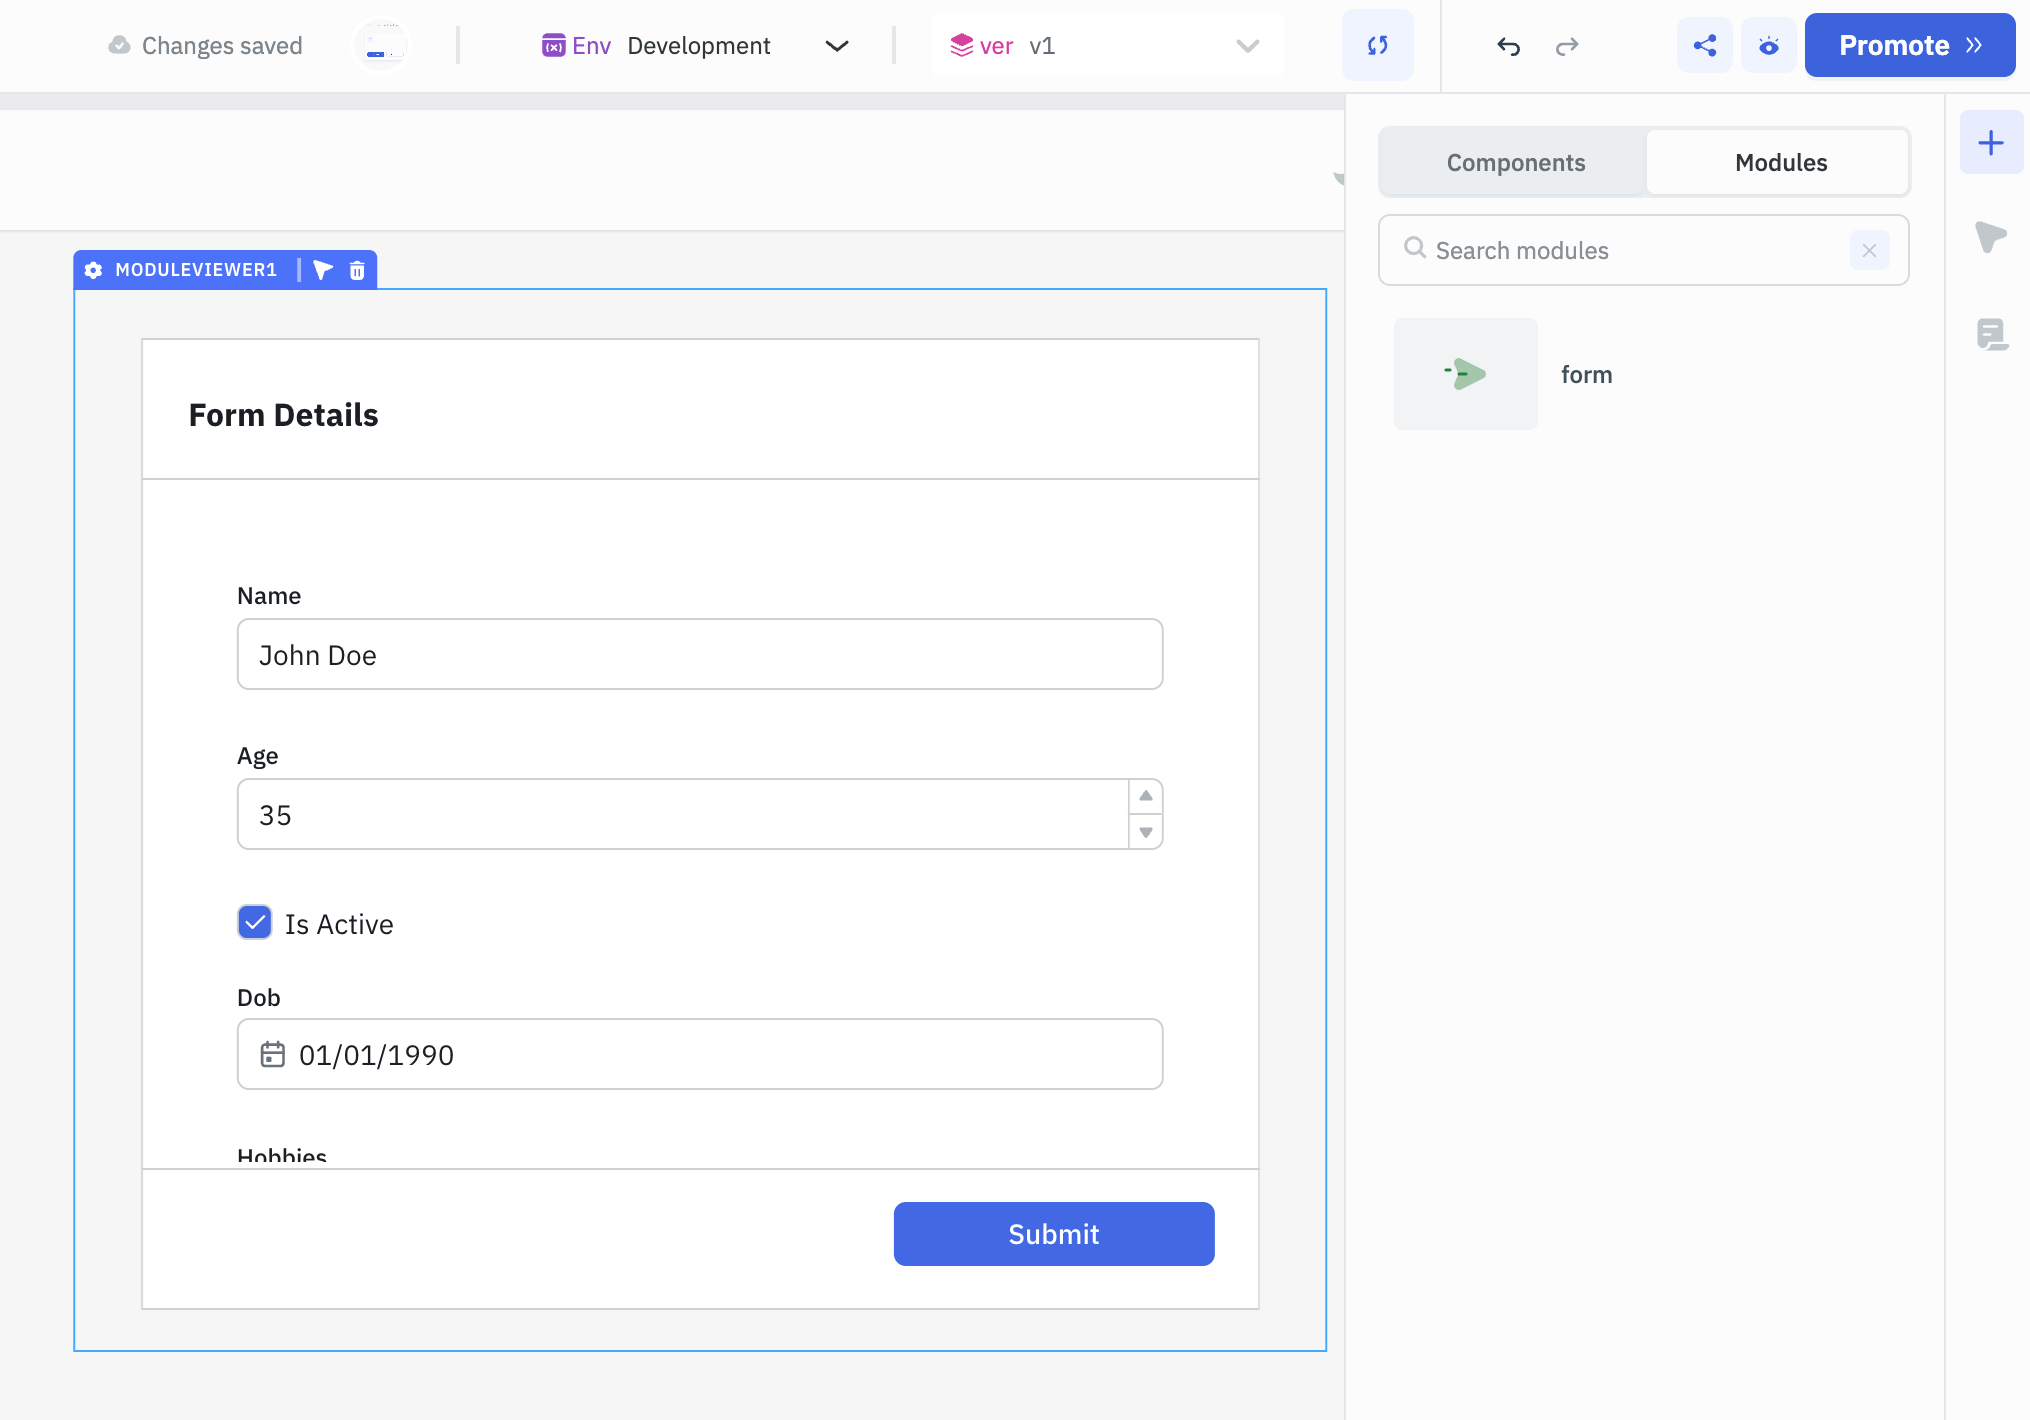 Changes saved
Env Development
ver v1
Promote
Components
Modules
Search modules
form
MODULEVIEWER1
Form Details
Name
John Doe
Age
35
Is Active
Dob
01/01/1990
Hobbies
Submit